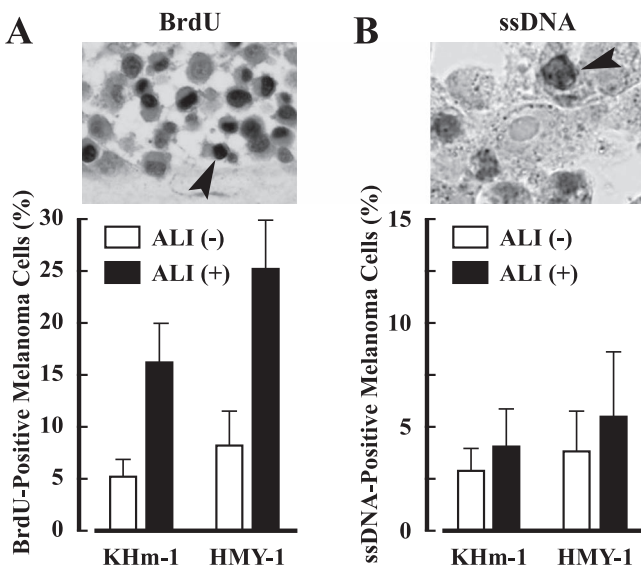 A
BrdU
BrdU-Positive Melanoma Cells (%)
30
25
20
15
10
5
0
ALI (-)
ALI (+)
KHm-1
HMY-1
B
ssDNA
ssDNA-Positive Melanoma Cells (%)
15
10
5
0
ALI (-)
ALI (+)
KHm-1
HMY-1